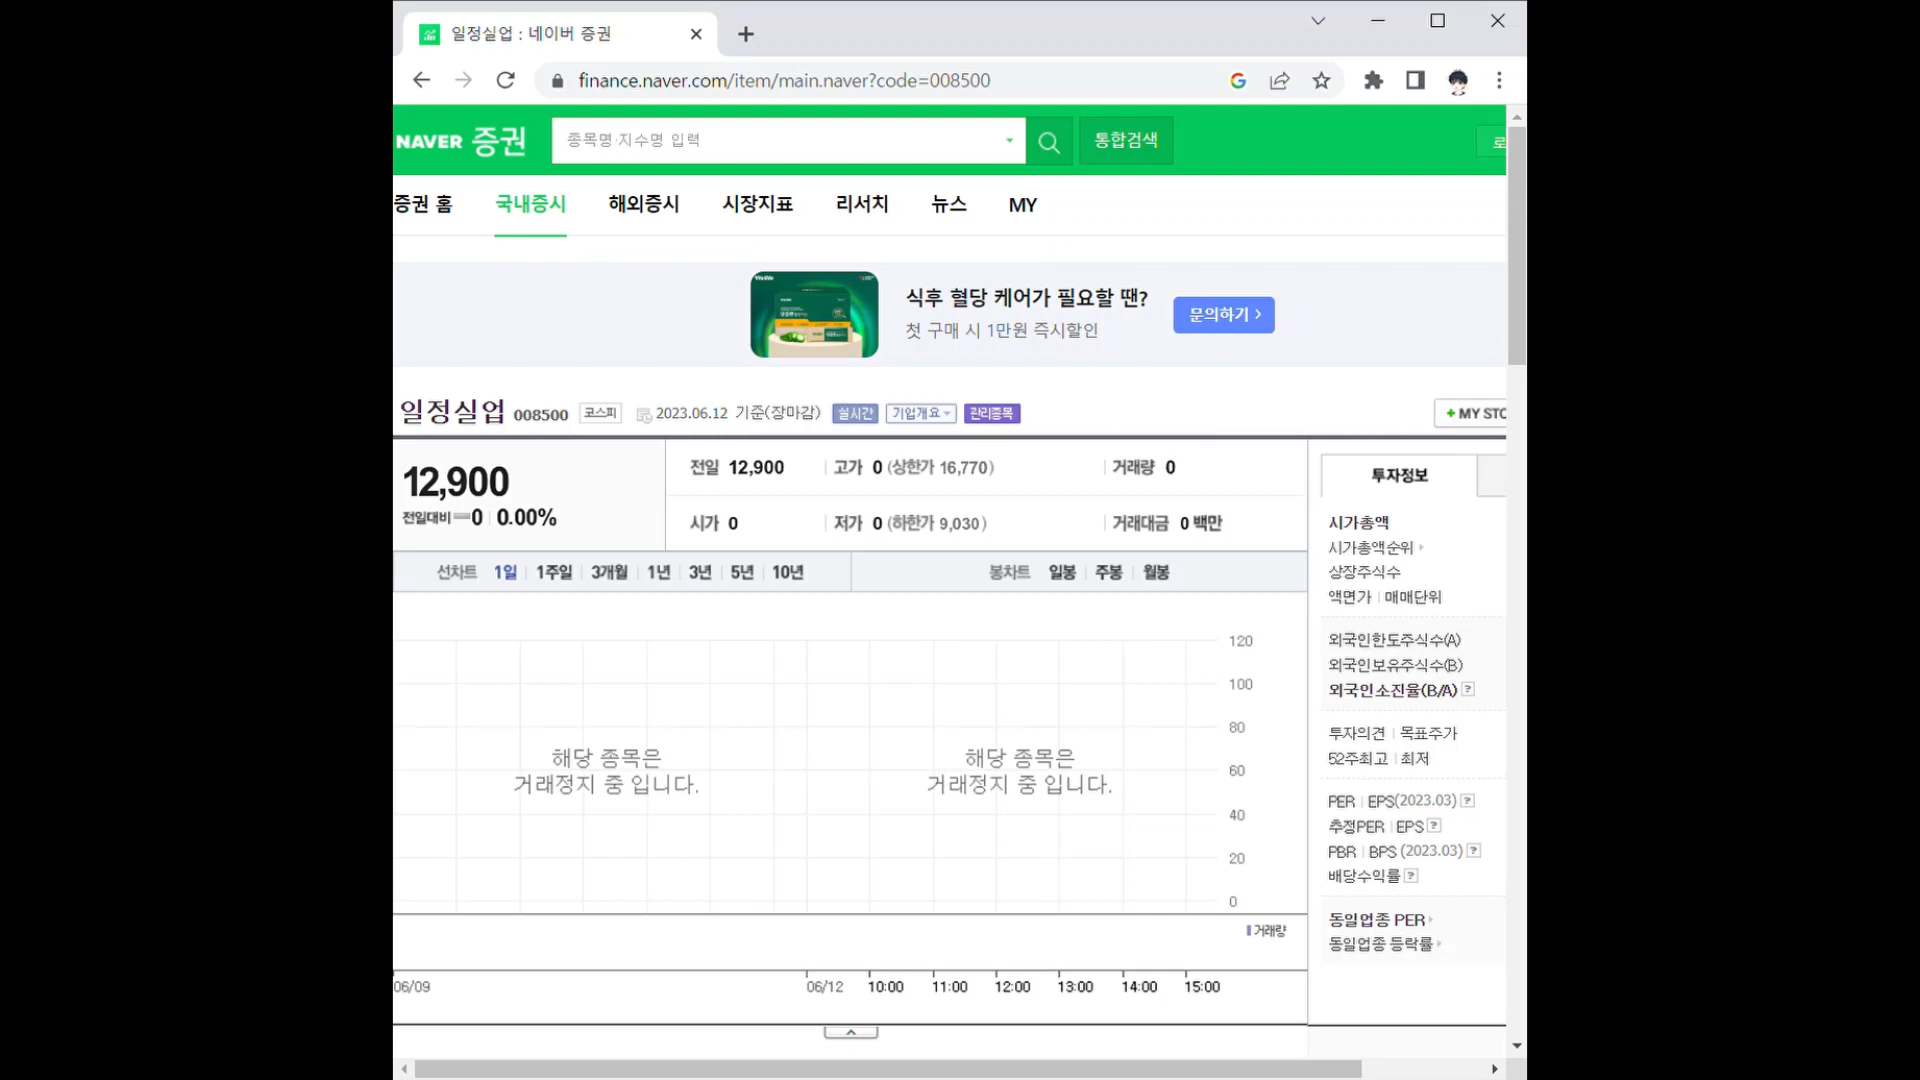 일정실업 : 네이버 증권
finance.naver.com/item/main.naver?code=008500
NAVER 증권
종목명·지수명 입력
통합검색
로
증권 홈 국내증시 해외증시 시장지표 리서치 뉴스 MY
식후 혈당 케어가 필요할 땐?
첫 구매 시 1만원 즉시할인
문의하기 >
일정실업 008500 코스피 2023.06.12 기준(장마감) 실시간 기업개요 관리종목
+ MY STO
12,900
전일대비 0 0.00%
전일 12,900 고가 0 (상한가 16,770) 거래량 0
시가 0 저가 0 (하한가 9,030) 거래대금 0 백만
선차트 1일 1주일 3개월 1년 3년 5년 10년 봉차트 일봉 주봉 월봉
120
100
80
60
40
20
0
해당 종목은
거래정지 중 입니다.
해당 종목은
거래정지 중 입니다.
거래량
06/09 06/12 10:00 11:00 12:00 13:00 14:00 15:00
투자정보
시가총액
시가총액순위
상장주식수
액면가 | 매매단위
외국인한도주식수(A)
외국인보유주식수(B)
외국인소진율(B/A) ?
투자의견 | 목표주가
52주최고 | 최저
PER | EPS(2023.03) ?
추정PER | EPS ?
PBR | BPS (2023.03) ?
배당수익률 ?
동일업종 PER
동일업종 등락률